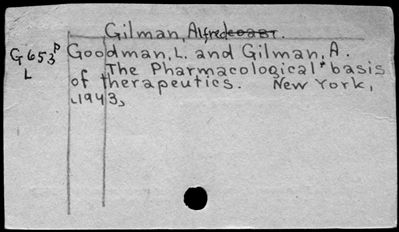 Gilman, Alfred
G653p Goodman, L. and Gilman, A.
L The Pharmacological basis
of therapeutics. New York,
1943